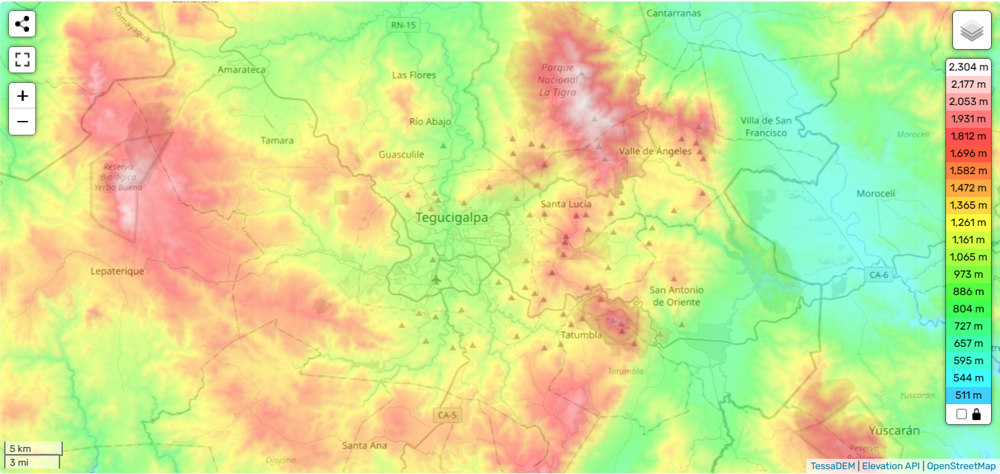 Cantarranas
Comayagua
RN-15
Amarateca
Las Flores
Parque
Nacional
La Tigra
Río Abajo
Villa de San
Francisco
Morocelí
Tamara
Guasculile
Valle de Ángeles
Reserva
Biológica
Yerba Buena
Morocelí
Santa Lucía
Tegucigalpa
Lepaterique
CA-6
San Antonio
de Oriente
Tatumbla
Tatumbla
Yuscarán
CA-5
Yuscarán
Santa Ana
Ojojona
Reserva
Biológica
+
−
2,304 m
2,177 m
2,053 m
1,931 m
1,812 m
1,696 m
1,582 m
1,472 m
1,365 m
1,261 m
1,161 m
1,065 m
973 m
886 m
804 m
727 m
657 m
595 m
544 m
511 m
5 km
3 mi
TessaDEM | Elevation API | OpenStreetMap